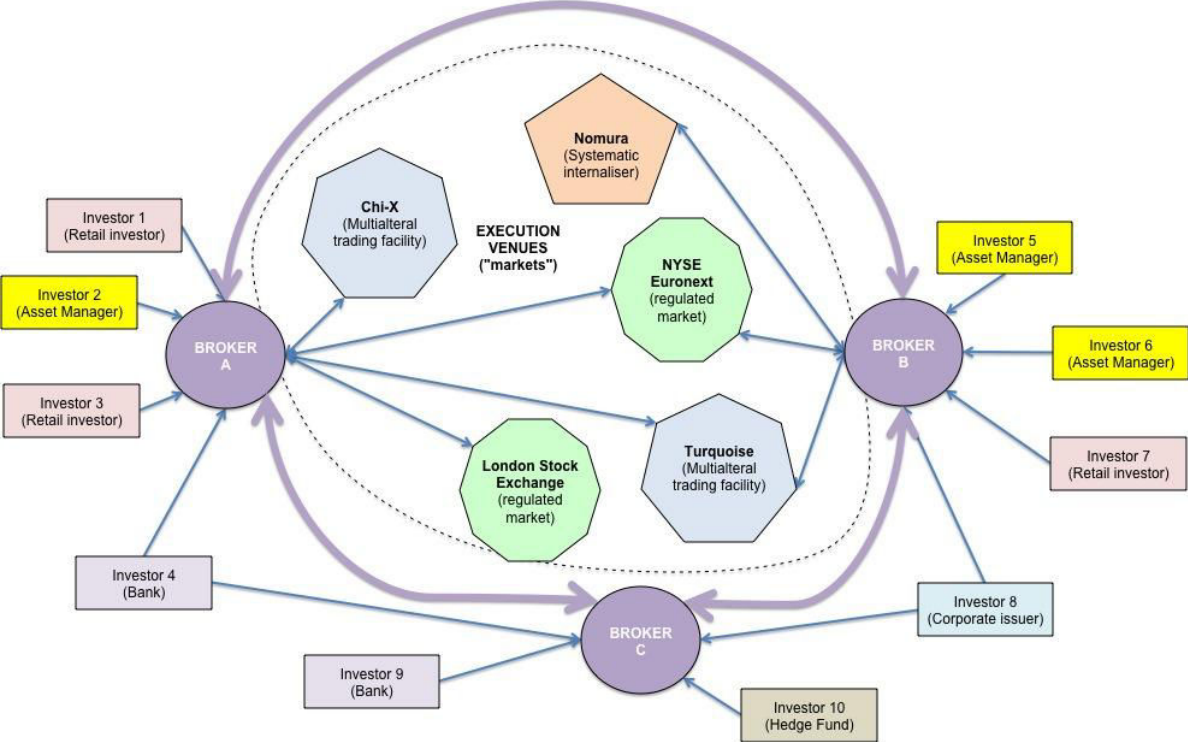 Nomura
(Systematic
internaliser)
Chi-X
(Multialteral
trading facility)
EXECUTION
VENUES
("markets")
NYSE
Euronext
(regulated
market)
Investor 1
(Retail investor)
Investor 2
(Asset Manager)
BROKER
A
Investor 3
(Retail investor)
Investor 5
(Asset Manager)
BROKER
B
Investor 6
(Asset Manager)
Investor 7
(Retail investor)
London Stock
Exchange
(regulated
market)
Turquoise
(Multialteral
trading facility)
Investor 4
(Bank)
Investor 8
(Corporate issuer)
BROKER
C
Investor 9
(Bank)
Investor 10
(Hedge Fund)